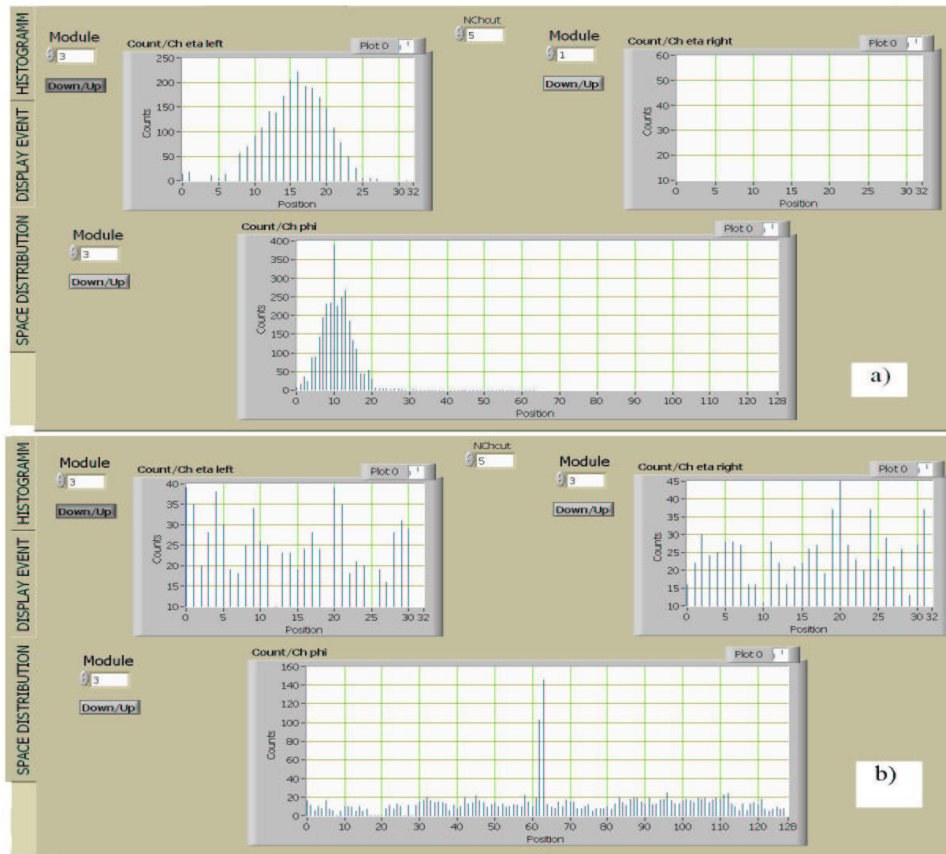 HISTOGRAMM
DISPLAY EVENT
SPACE DISTRIBUTION
Module
3
Down/Up
Count/Ch eta left
Plot 0
250
200
150
100
50
0
Counts
0 5 10 15 20 25 30 32
Position
NChcut
5
Module
1
Down/Up
Count/Ch eta right
Plot 0
60
50
40
30
20
10
Counts
0 5 10 15 20 25 30 32
Position
Module
3
Down/Up
Count/Ch phi
Plot 0
400
350
300
250
200
150
100
50
0
Counts
0 10 20 30 40 50 60 70 80 90 100 110 128
Position
a)
HISTOGRAMM
DISPLAY EVENT
SPACE DISTRIBUTION
Module
3
Down/Up
Count/Ch eta left
Plot 0
40
35
30
25
20
15
10
Counts
0 5 10 15 20 25 30 32
Position
NChcut
5
Module
3
Down/Up
Count/Ch eta right
Plot 0
45
40
35
30
25
20
15
10
Counts
0 5 10 15 20 25 30 32
Position
Module
3
Down/Up
Count/Ch phi
Plot 0
160
140
120
100
80
60
40
20
0
Counts
0 10 20 30 40 50 60 70 80 90 100 110 128
Position
b)